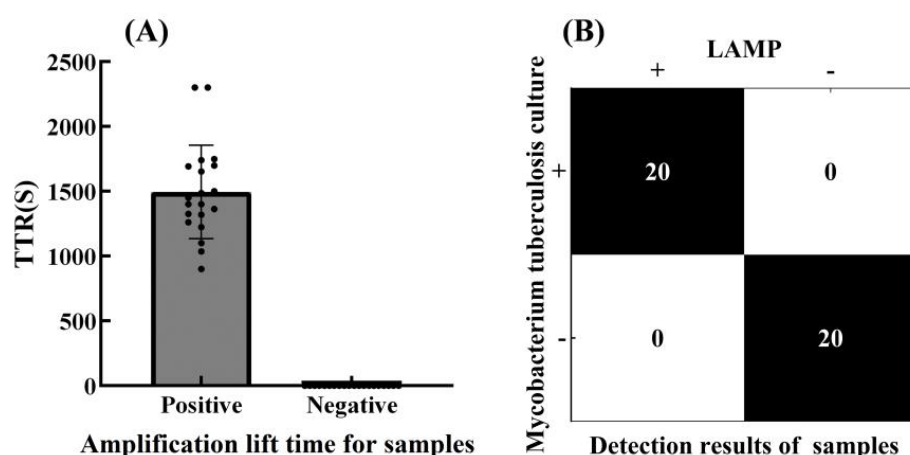 (A)
2500
2000
1500
1000
500
0
TTR(S)
Positive Negative
Amplification lift time for samples
(B)
LAMP
+ -
Mycobacterium tuberculosis culture
+ 20 0
- 0 20
Detection results of samples